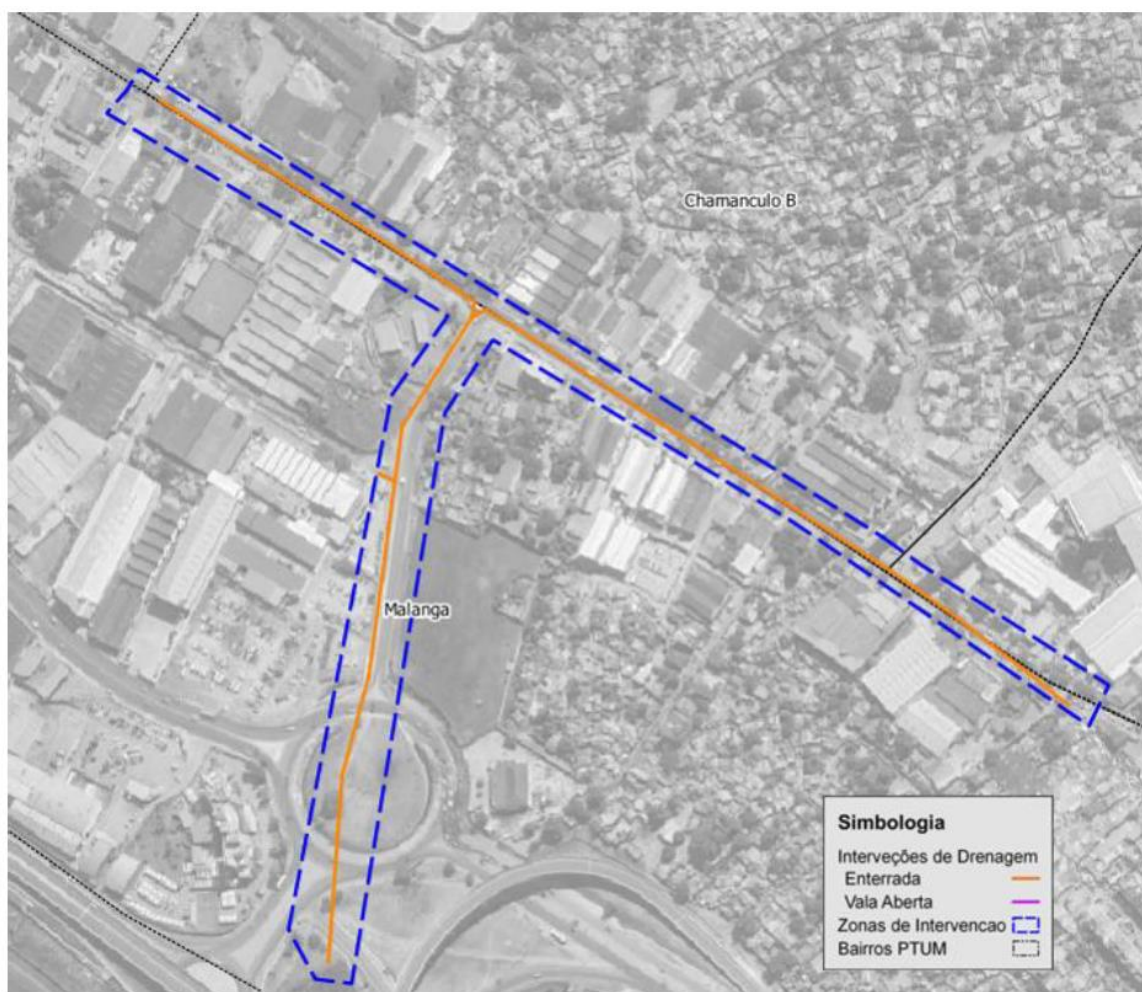 Chamanculo B
Malanga
Simbologia
Interveções de Drenagem
Enterrada
Vala Aberta
Zonas de Intervencao
Bairros PTUM